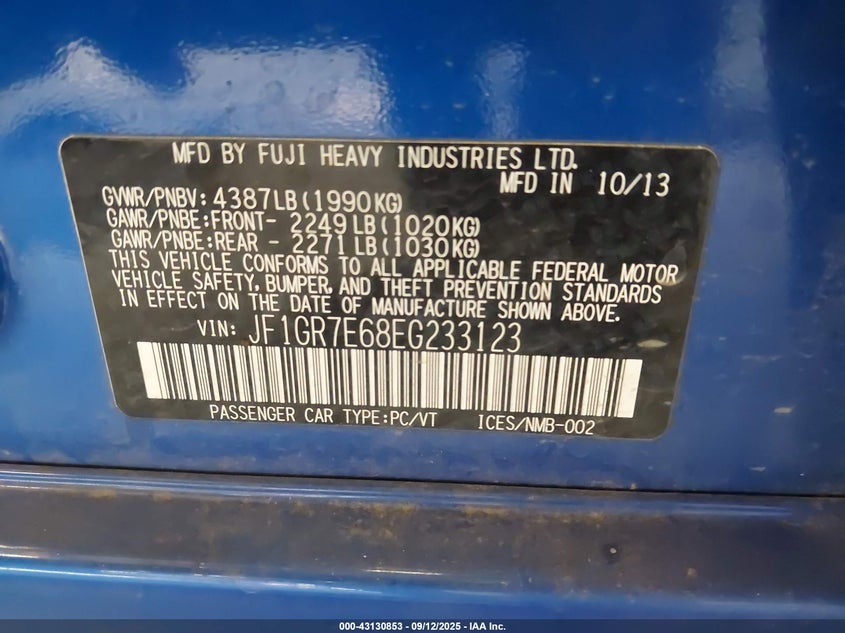 MFD BY FUJI HEAVY INDUSTRIES LTD.
MFD IN 10/13
GVWR/PNBV: 4387LB(1990KG)
GAWR/PNBE:FRONT- 2249LB(1020KG)
GAWR/PNBE:REAR - 2271LB(1030KG)
THIS VEHICLE CONFORMS TO ALL APPLICABLE FEDERAL MOTOR
VEHICLE SAFETY, BUMPER, AND THEFT PREVENTION STANDARDS
IN EFFECT ON THE DATE OF MANUFACTURE SHOWN ABOVE.
VIN: JF1GR7E68EG233123
PASSENGER CAR TYPE:PC/VT ICES/NMB-002
000-43130853 - 09/12/2025 - IAA Inc.